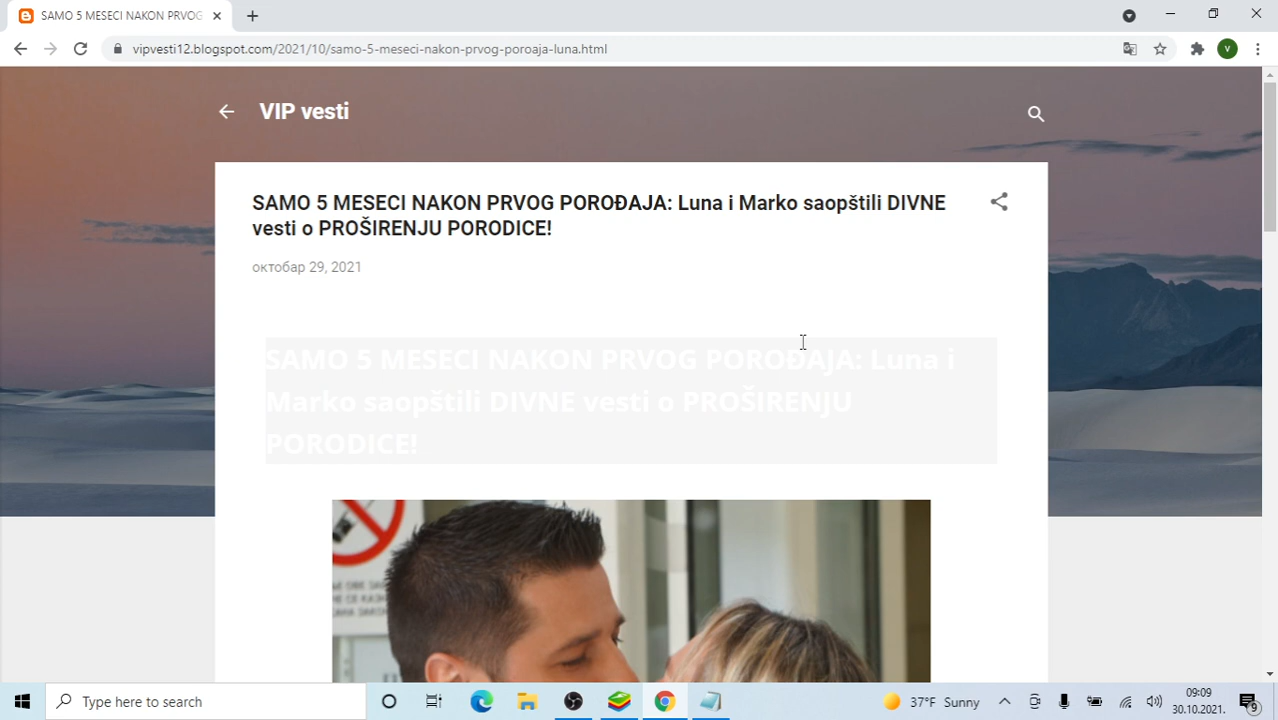 SAMO 5 MESECI NAKON PRVOG
vipvesti12.blogspot.com/2021/10/samo-5-meseci-nakon-prvog-poroaja-luna.html
V
VIP vesti
SAMO 5 MESECI NAKON PRVOG POROĐAJA: Luna i Marko saopštili DIVNE
vesti o PROŠIRENJU PORODICE!
октобар 29, 2021
SAMO 5 MESECI NAKON PRVOG POROĐAJA: Luna i
Marko saopštili DIVNE vesti o PROŠIRENJU
PORODICE!
Type here to search
37°F Sunny
09:09
30.10.2021.
9